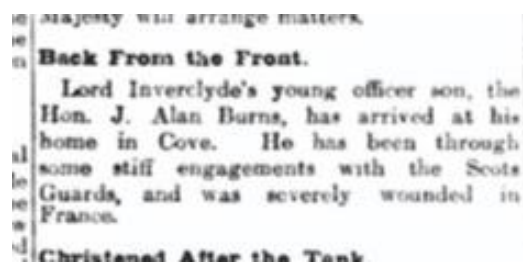 Majesty will arrange matters.
Back From the Front.
Lord Inverclyde's young officer son, the
Hon. J. Alan Burns, has arrived at his
home in Cove. He has been through
some stiff engagements with the Scots
Guards, and was severely wounded in
France.
Christened After the Tank.